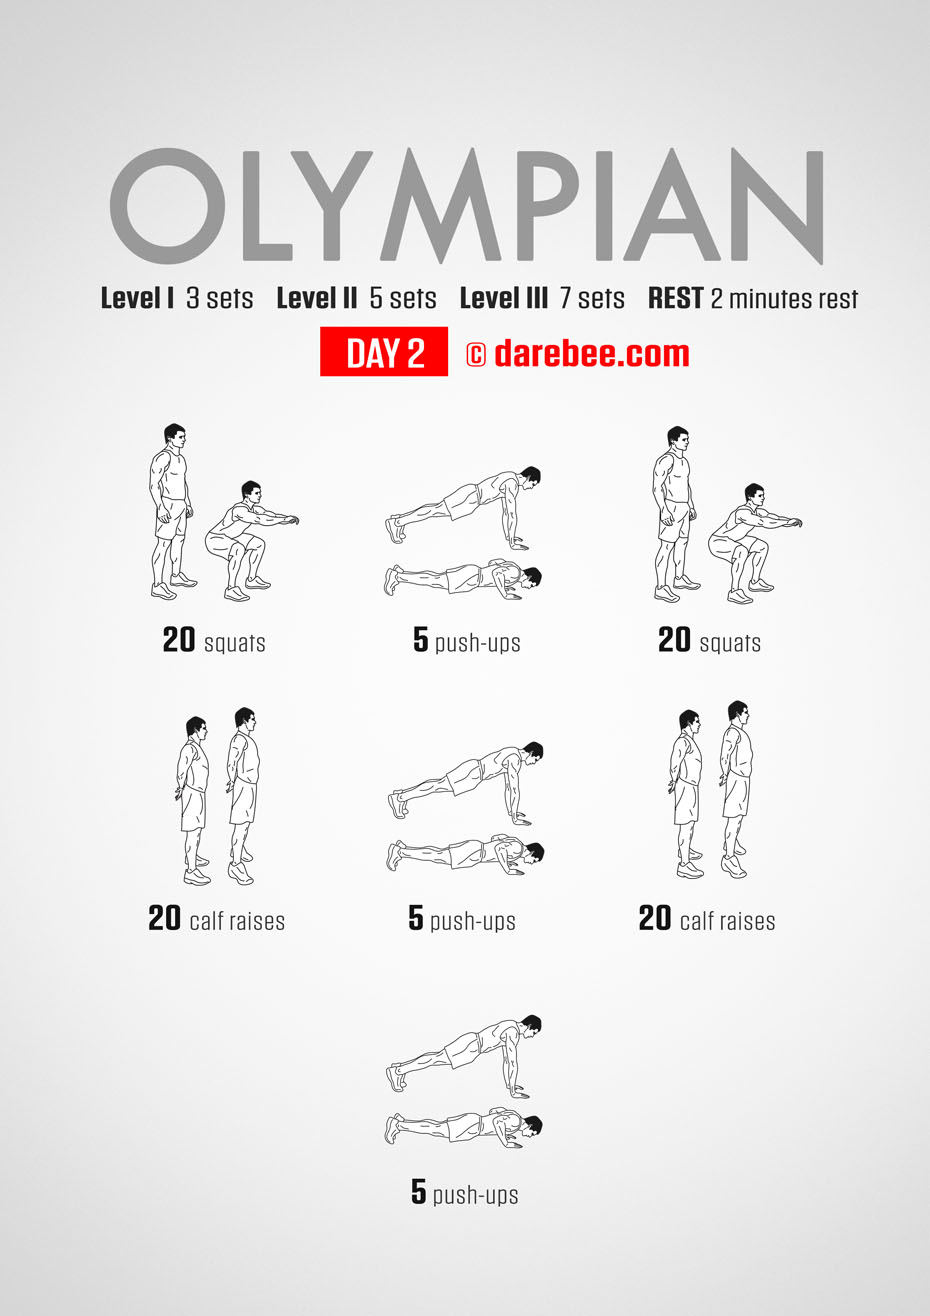 OLYMPIAN
Level I 3 sets Level II 5 sets Level III 7 sets REST 2 minutes rest
DAY 2 © darebee.com
20 squats 5 push-ups 20 squats
20 calf raises 5 push-ups 20 calf raises
5 push-ups